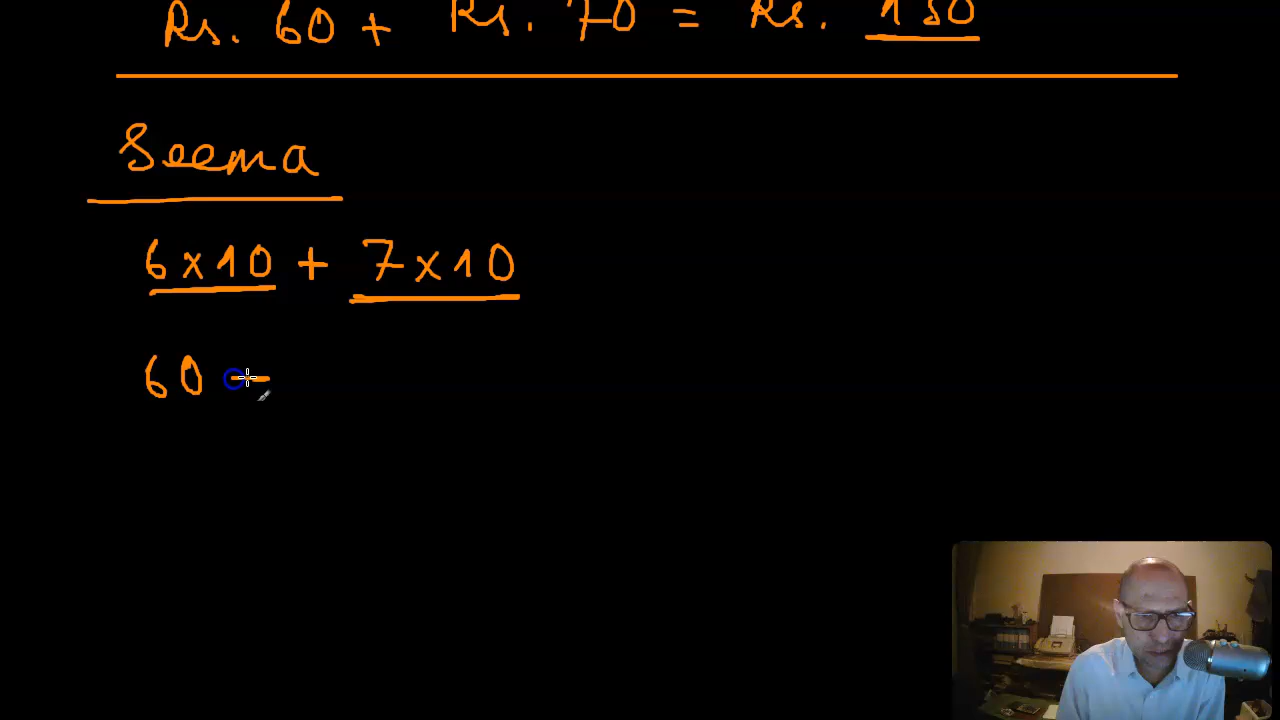 Rs. 60 + Rs. 70 = Rs. 130
Seema
6 x 10 + 7 x 10
60